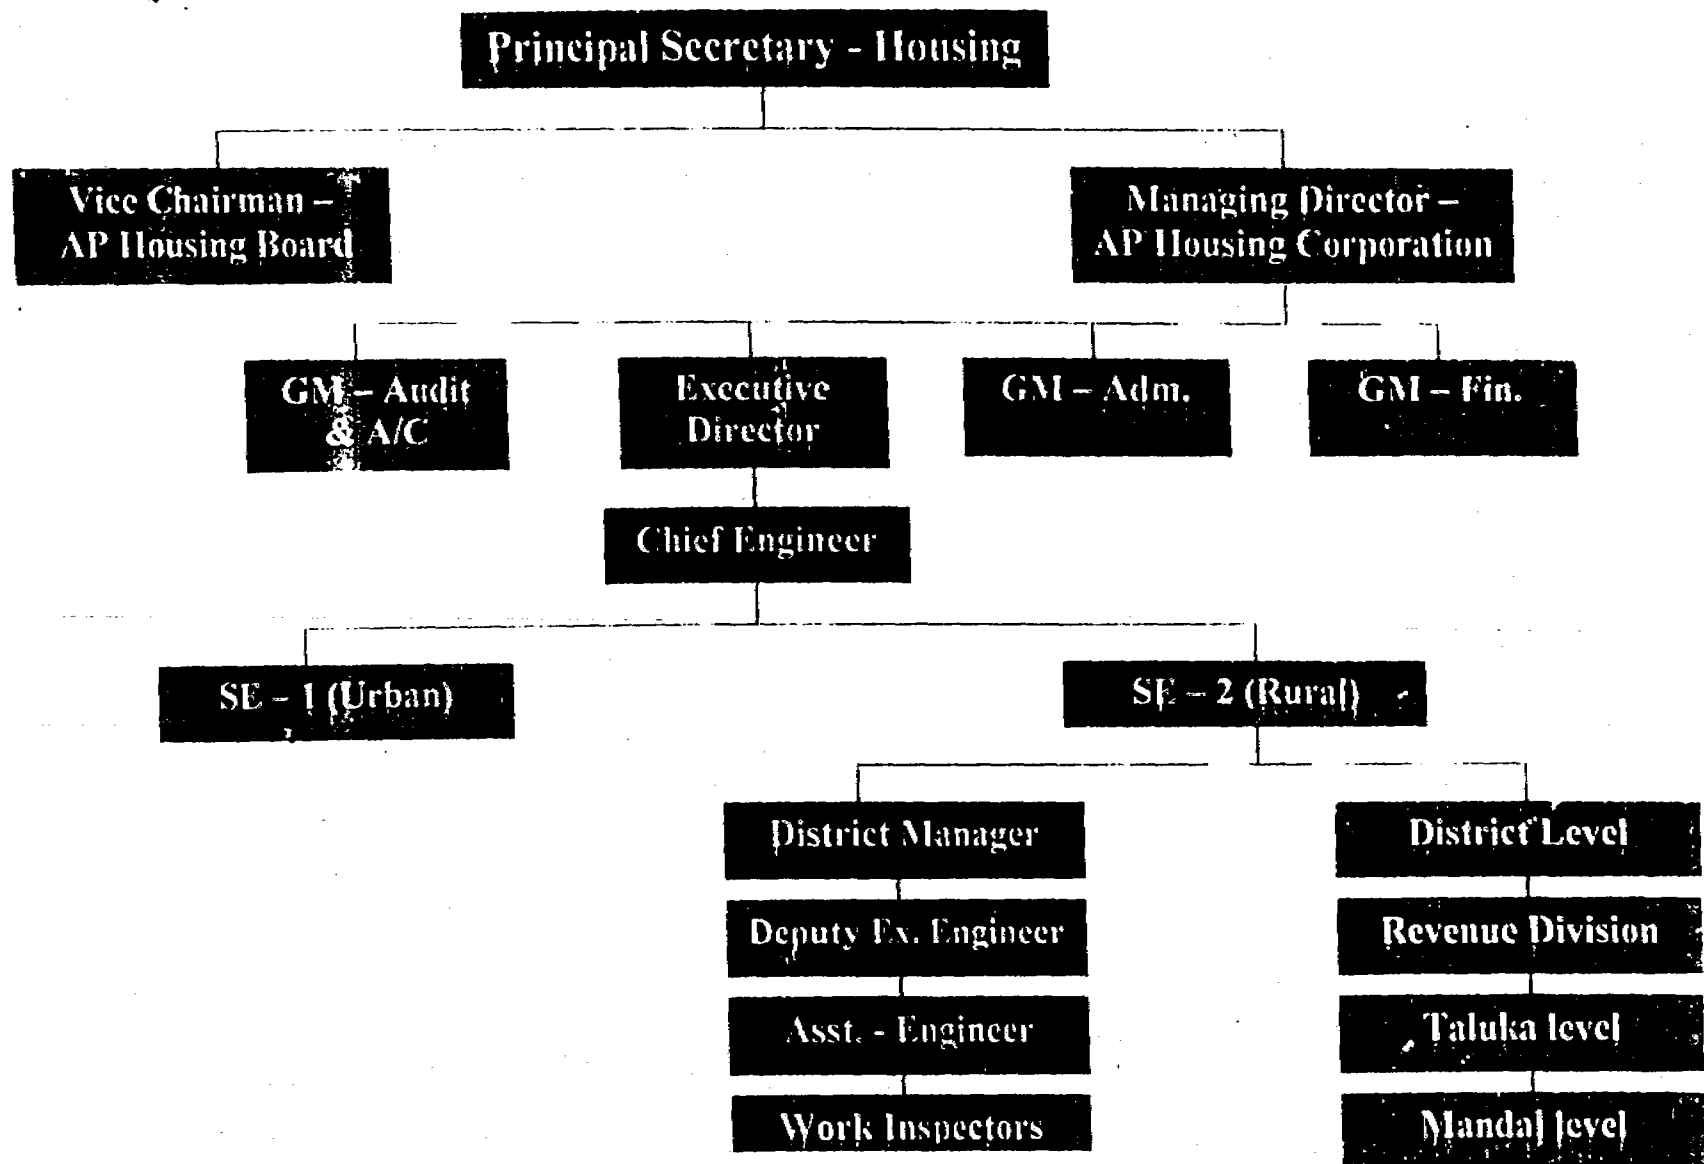 Principal Secretary - Housing
Vice Chairman –
AP Housing Board
Managing Director –
AP Housing Corporation
GM – Audit
& A/C
Executive
Director
GM – Adm.
GM – Fin.
Chief Engineer
SE – 1 (Urban)
SE – 2 (Rural)
District Manager
District Level
Deputy Ex. Engineer
Revenue Division
Asst. - Engineer
Taluka level
Work Inspectors
Mandal level